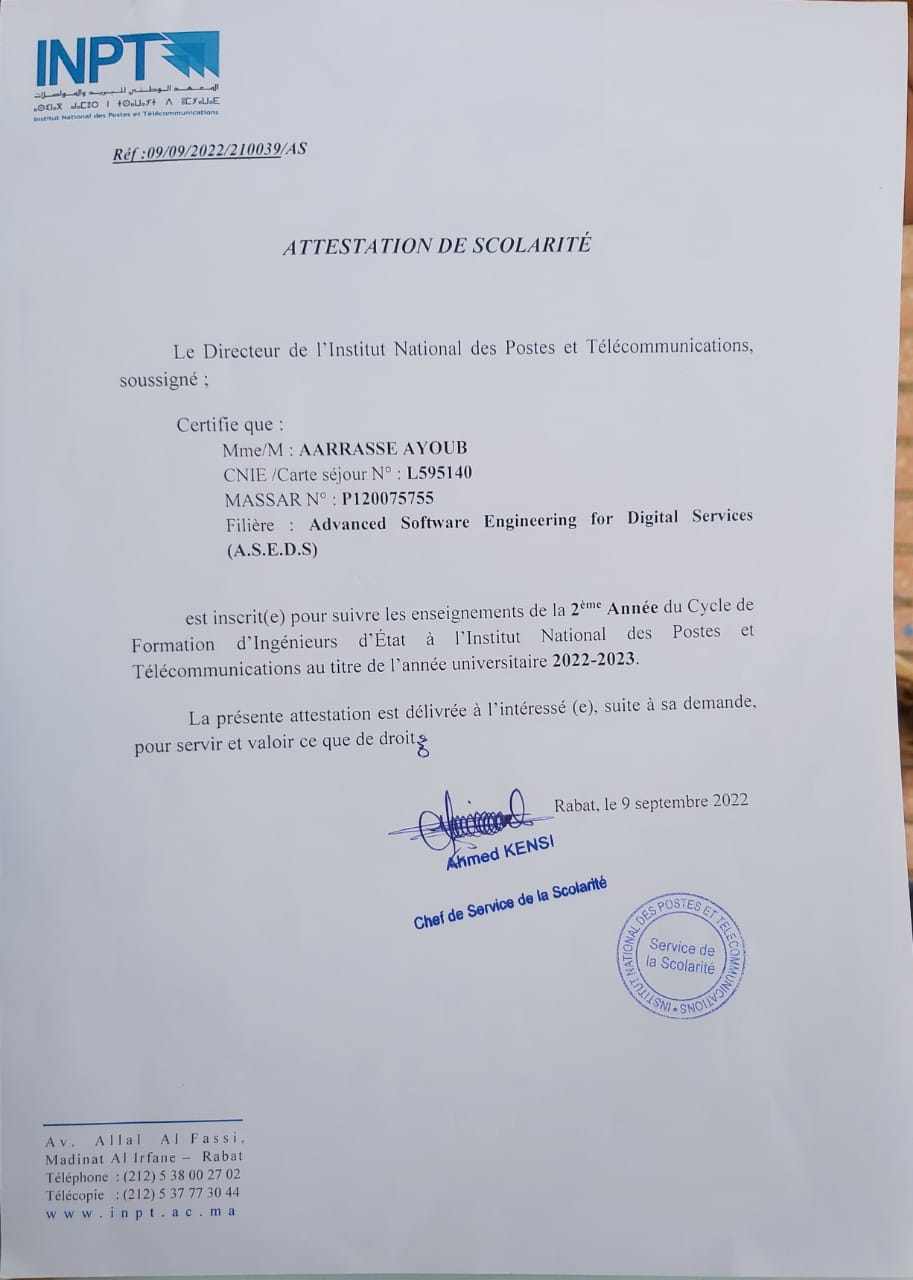 INPT
المعهد الوطني للبريد والمواصلات
Institut National des Postes et Télécommunications
Réf :09/09/2022/210039/AS
ATTESTATION DE SCOLARITÉ
Le Directeur de l'Institut National des Postes et Télécommunications,
soussigné ;
Certifie que :
Mme/M : AARRASSE AYOUB
CNIE /Carte séjour N° : L595140
MASSAR N° : P120075755
Filière : Advanced Software Engineering for Digital Services
(A.S.E.D.S)
est inscrit(e) pour suivre les enseignements de la 2ème Année du Cycle de
Formation d'Ingénieurs d'État à l'Institut National des Postes et
Télécommunications au titre de l'année universitaire 2022-2023.
La présente attestation est délivrée à l'intéressé (e), suite à sa demande,
pour servir et valoir ce que de droit
Rabat, le 9 septembre 2022
Ahmed KENSI
Chef de Service de la Scolarité
INSTITUT NATIONAL DES POSTES ET TELECOMMUNICATIONS *
Service de
la Scolarité
Av. Allal Al Fassi,
Madinat Al Irfane – Rabat
Téléphone : (212) 5 38 00 27 02
Télécopie : (212) 5 37 77 30 44
www.inpt.ac.ma